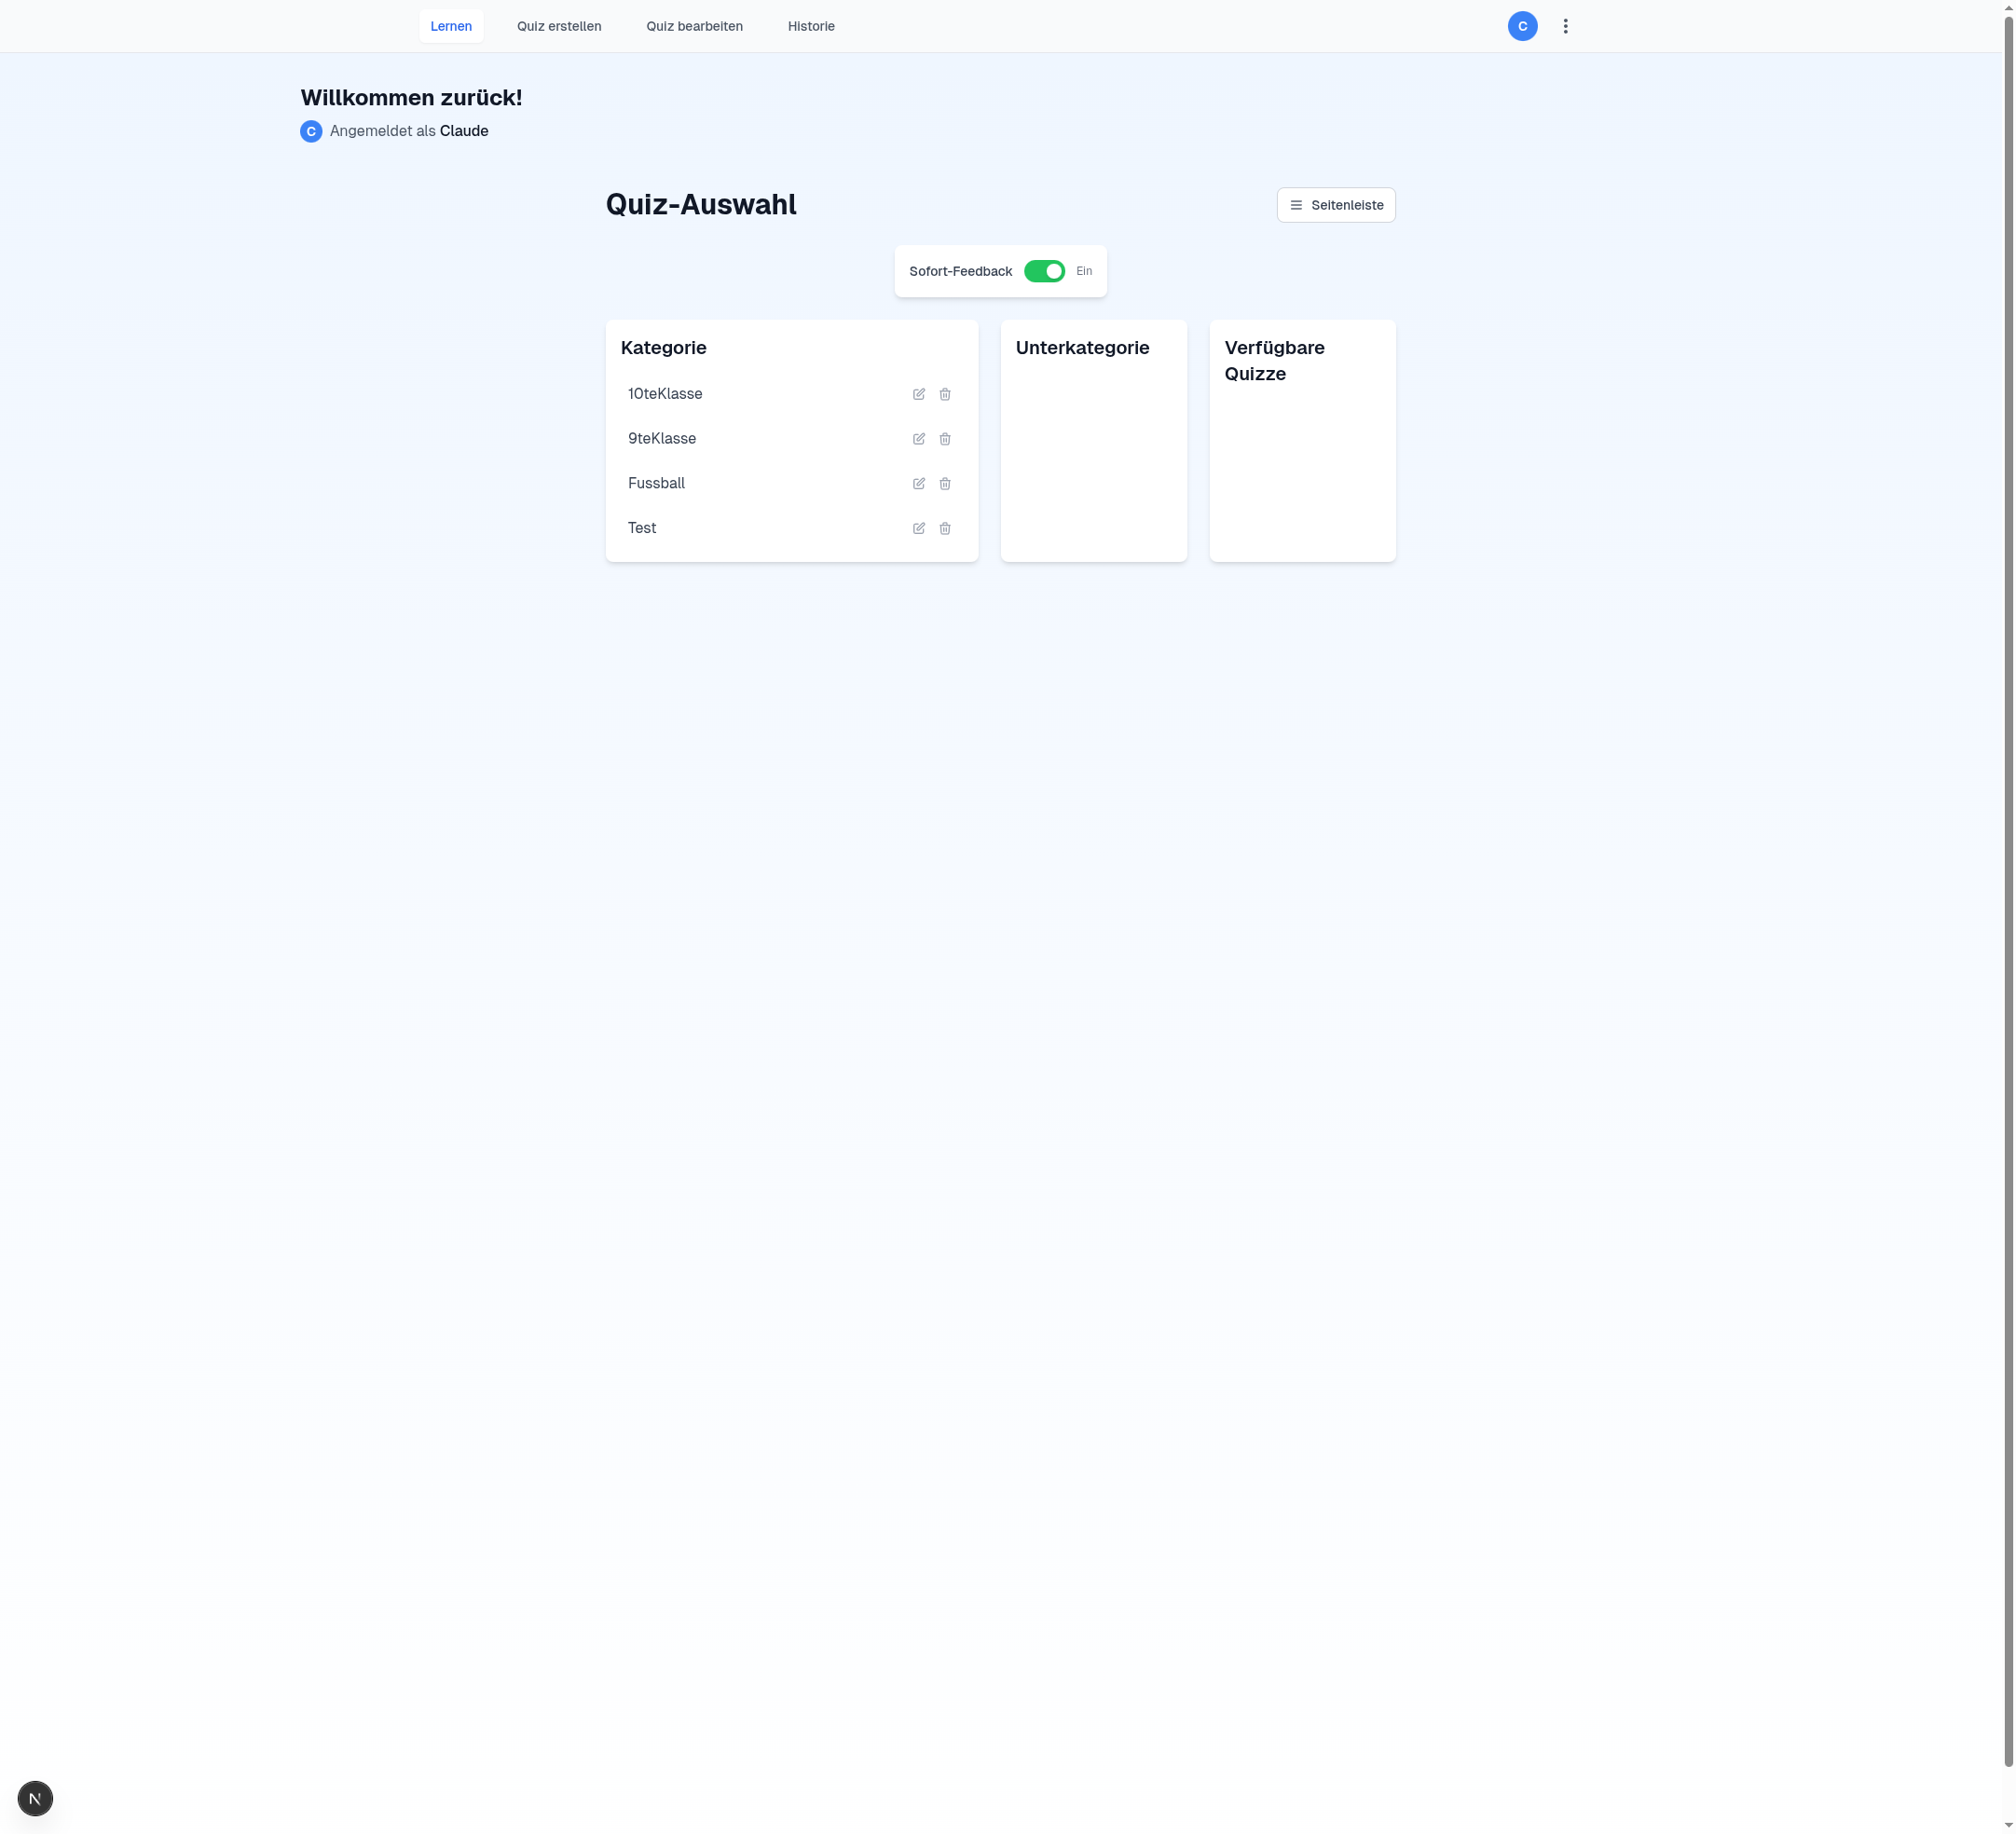 Lernen Quiz erstellen Quiz bearbeiten Historie C
Willkommen zurück!
C Angemeldet als Claude
Quiz-Auswahl Seitenleiste
Sofort-Feedback Ein
Kategorie
10teKlasse
9teKlasse
Fussball
Test
Unterkategorie
Verfügbare
Quizze
N